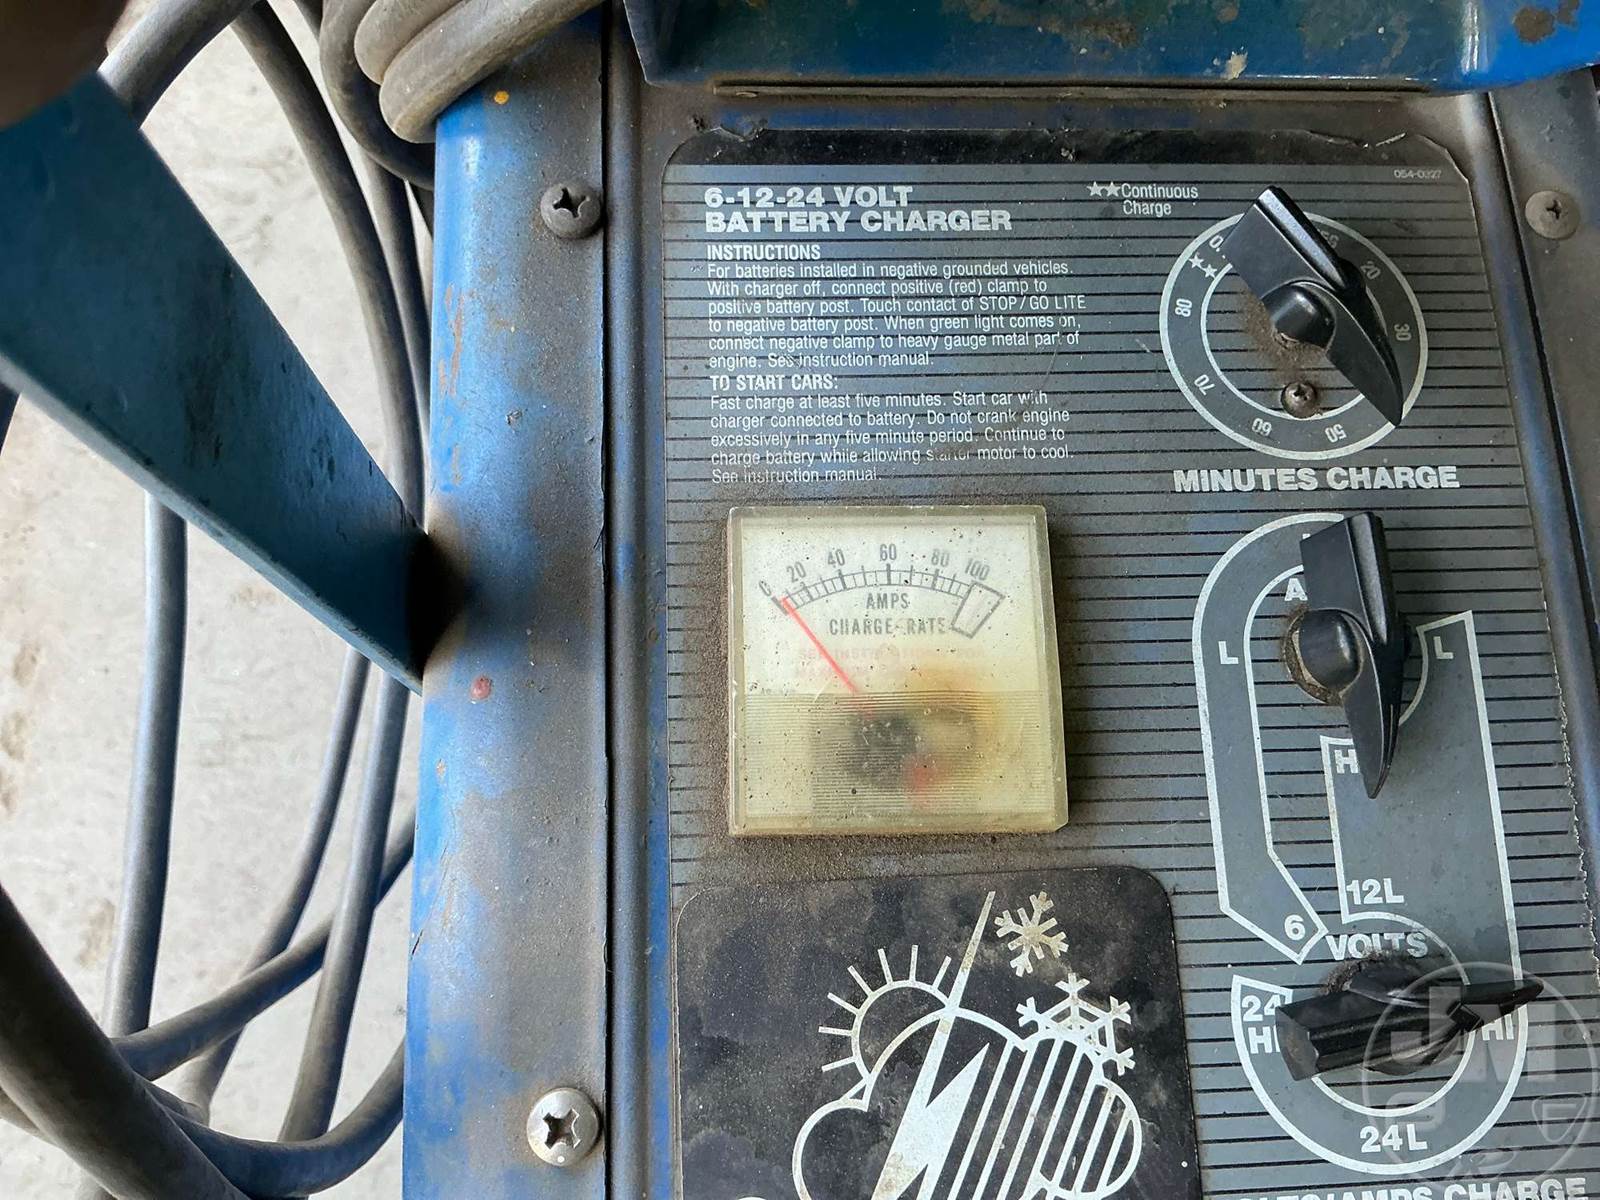 054-0327
6-12-24 VOLT
BATTERY CHARGER
INSTRUCTIONS
For batteries installed in negative grounded vehicles.
With charger off, connect positive (red) clamp to
positive battery post. Touch contact of STOP/GO LITE
to negative battery post. When green light comes on,
connect negative clamp to heavy gauge metal part of
engine. See instruction manual.
TO START CARS:
Fast charge at least five minutes. Start car with
charger connected to battery. Do not crank engine
excessively in any five minute period. Continue to
charge battery while allowing starter motor to cool.
See instruction manual.
★★Continuous
Charge
0
★★
20
30
50
60
70
80
MINUTES CHARGE
0 20 40 60 80 100
AMPS
CHARGE RATE
L
L
H
12L
6
VOLTS
24
HI
HI
24L
CHARGE
JM